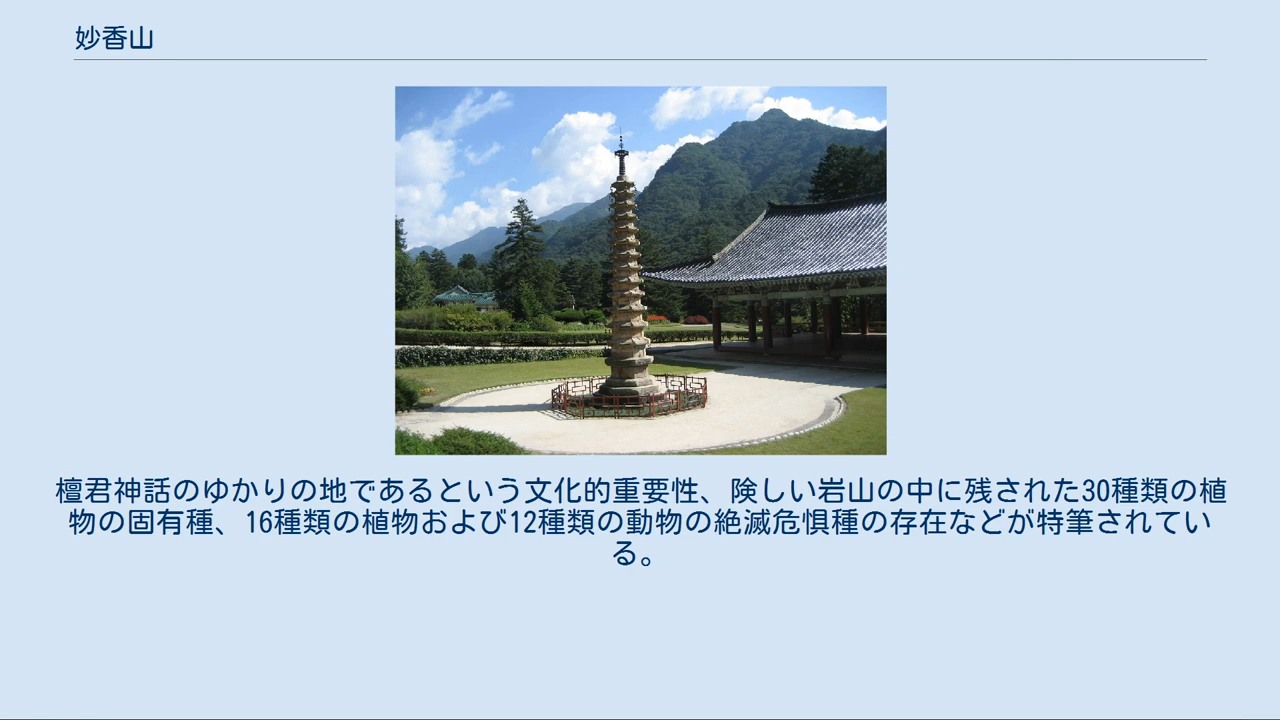 妙香山
檀君神話のゆかりの地であるという文化的重要性、険しい岩山の中に残された30種類の植
物の固有種、16種類の植物および12種類の動物の絶滅危惧種の存在などが特筆されてい
る。